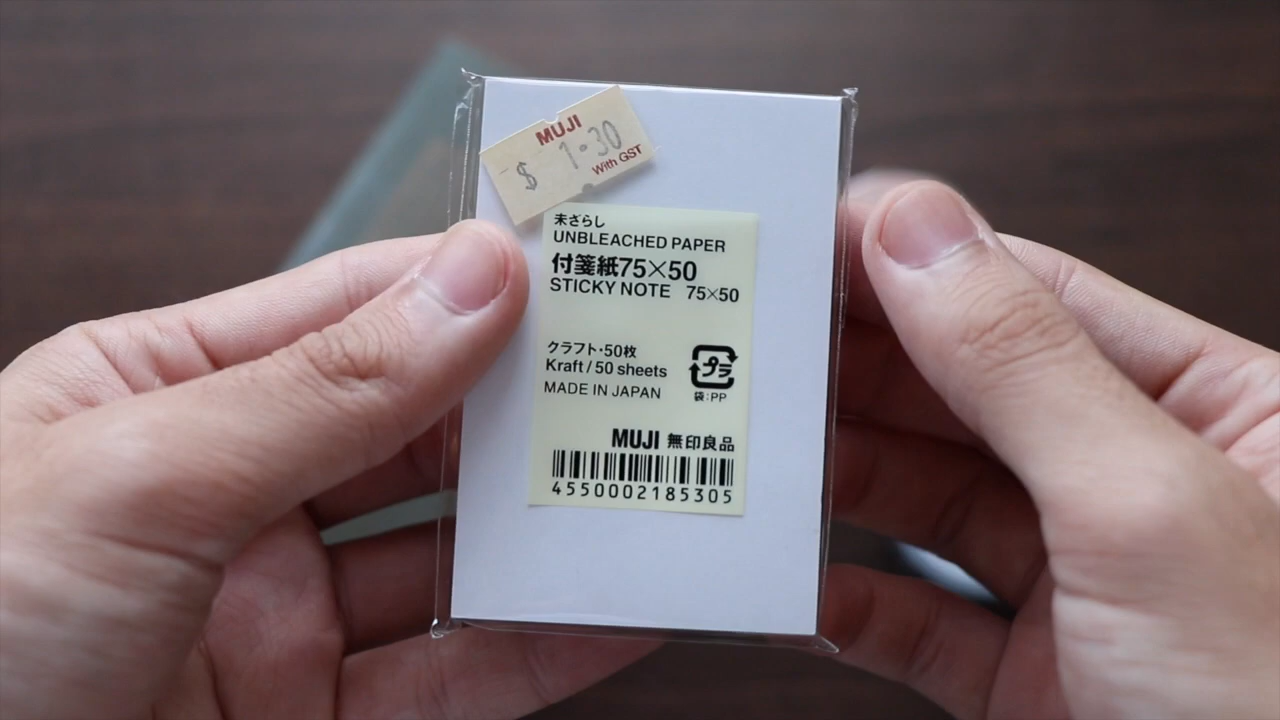 MUJI
$ 1·30
With GST
未ざらし
UNBLEACHED PAPER
付箋紙75×50
STICKY NOTE 75×50
クラフト・50枚
Kraft / 50 sheets
MADE IN JAPAN
プラ
袋:PP
MUJI 無印良品
4550002185305